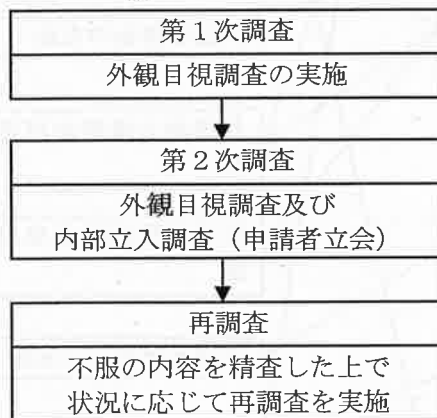 第１次調査
外観目視調査の実施
第２次調査
外観目視調査及び
内部立入調査（申請者立会）
再調査
不服の内容を精査した上で
状況に応じて再調査を実施